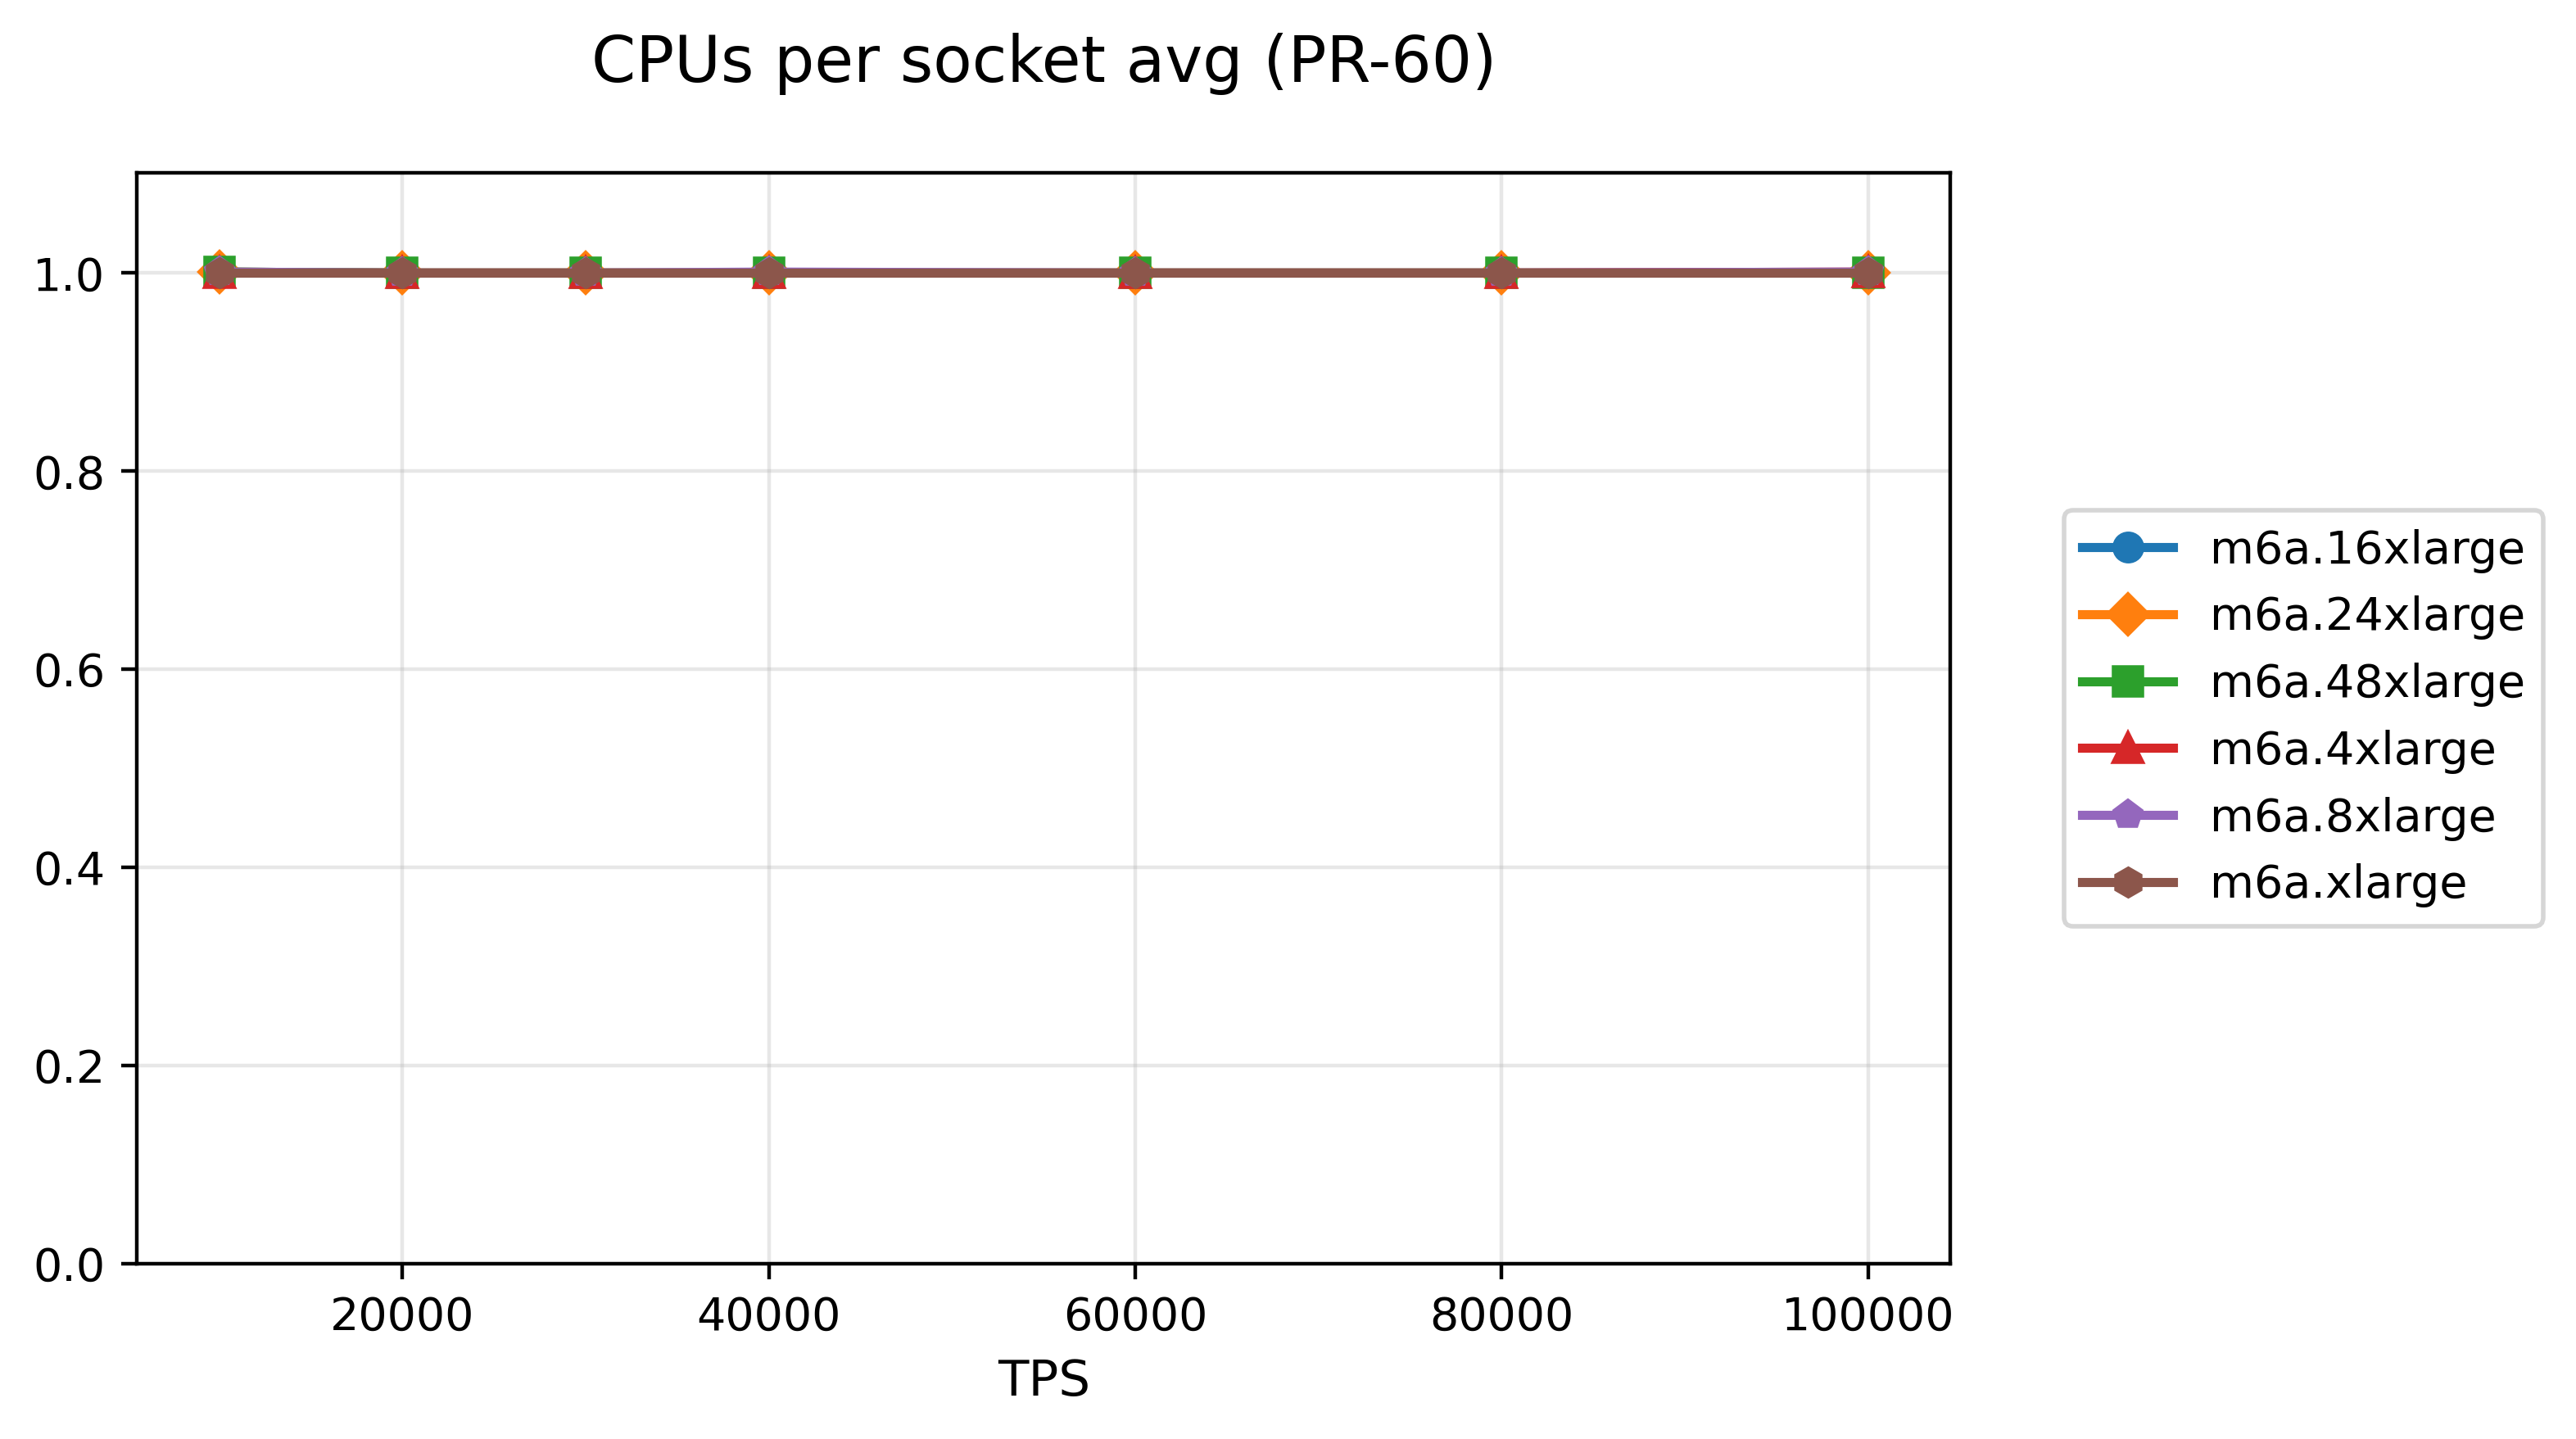 CPUs per socket avg (PR-60)
1.0
0.8
0.6
0.4
0.2
0.0
20000 40000 60000 80000 100000
TPS
m6a.16xlarge
m6a.24xlarge
m6a.48xlarge
m6a.4xlarge
m6a.8xlarge
m6a.xlarge